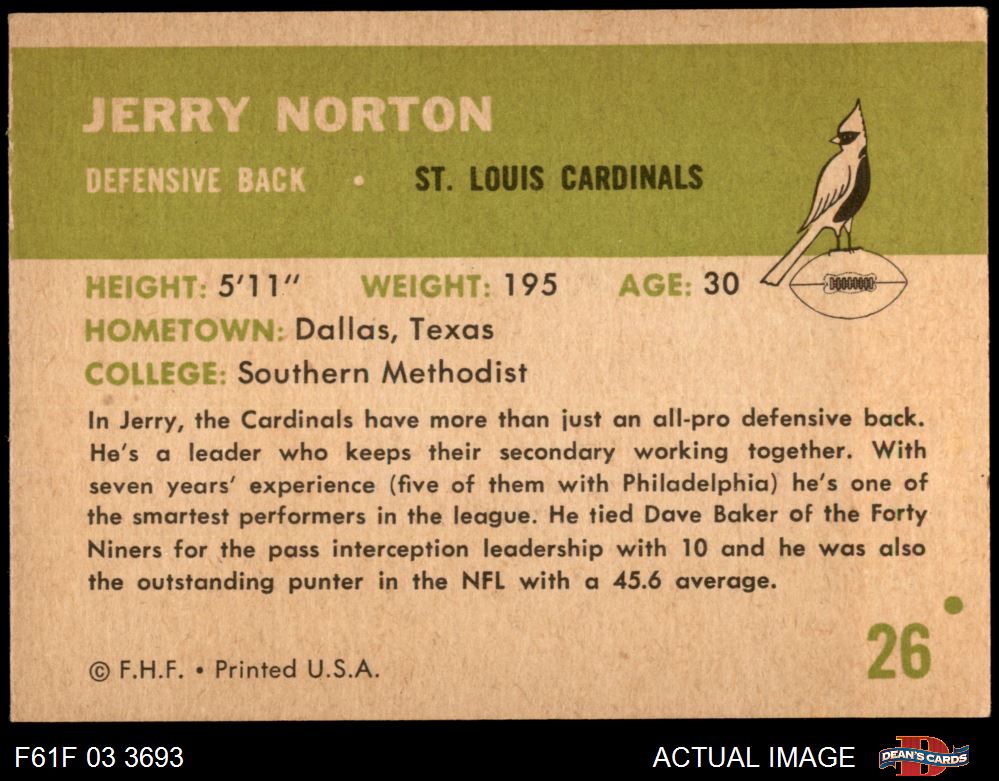 JERRY NORTON
DEFENSIVE BACK • ST. LOUIS CARDINALS
HEIGHT: 5'11" WEIGHT: 195 AGE: 30
HOMETOWN: Dallas, Texas
COLLEGE: Southern Methodist
In Jerry, the Cardinals have more than just an all-pro defensive back.
He's a leader who keeps their secondary working together. With
seven years' experience (five of them with Philadelphia) he's one of
the smartest performers in the league. He tied Dave Baker of the Forty
Niners for the pass interception leadership with 10 and he was also
the outstanding punter in the NFL with a 45.6 average.
26
© F.H.F. • Printed U.S.A.
F61F 03 3693 ACTUAL IMAGE DEAN'S CARDS